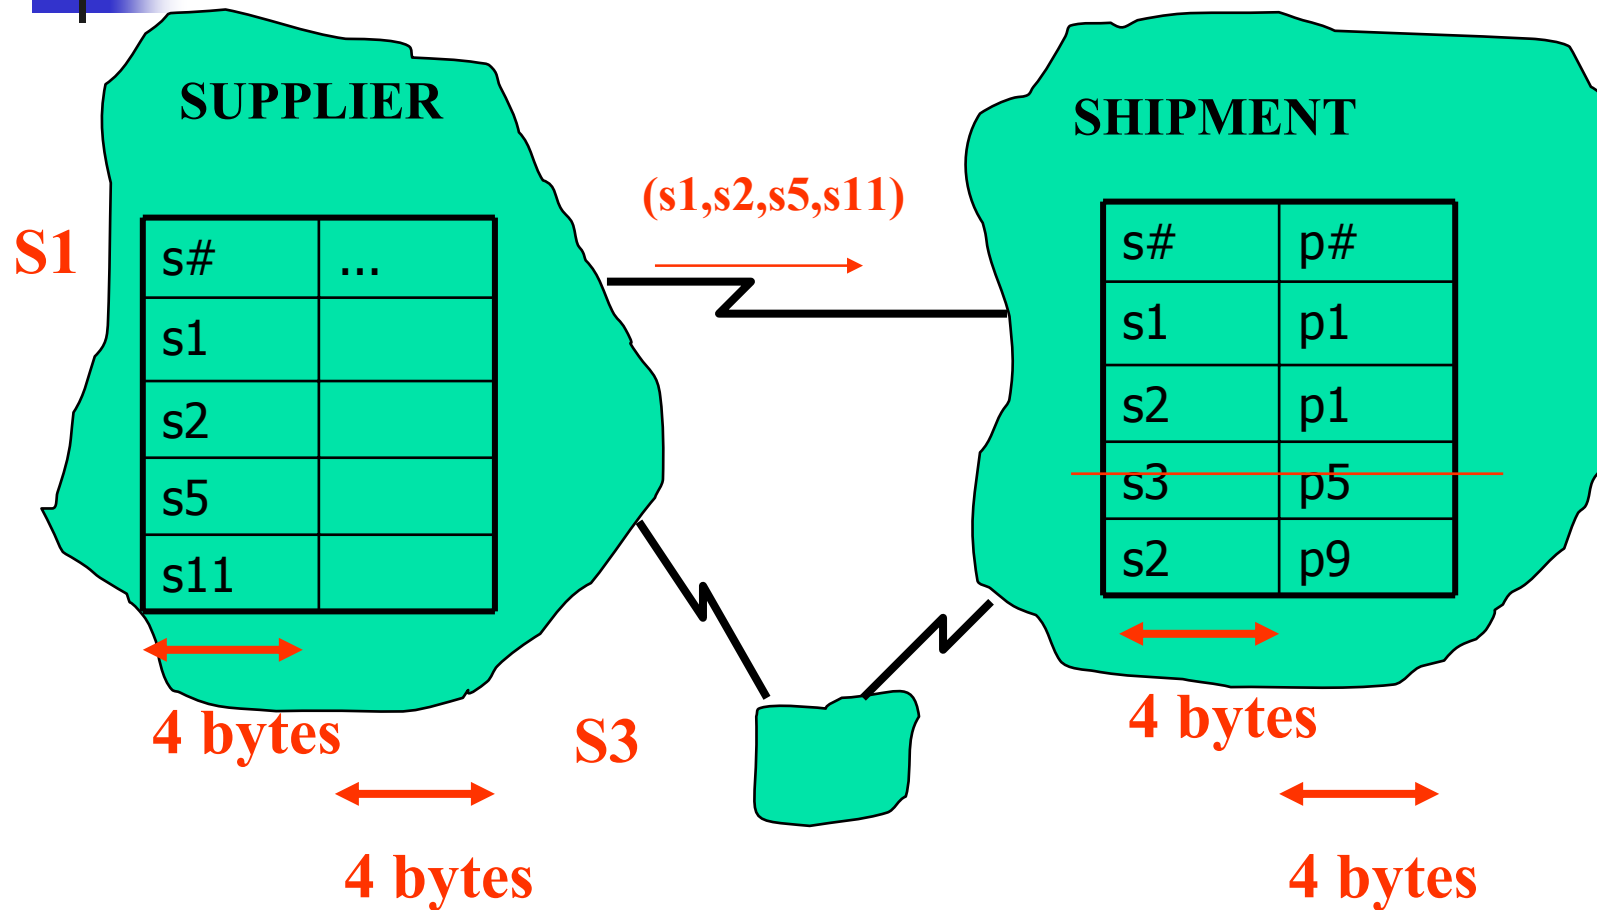 SUPPLIER
SHIPMENT
(s1,s2,s5,s11)
S1
s# ...
s1
s2
s5
s11
s# p#
s1 p1
s2 p1
s3 p5
s2 p9
4 bytes
S3
4 bytes
4 bytes
4 bytes